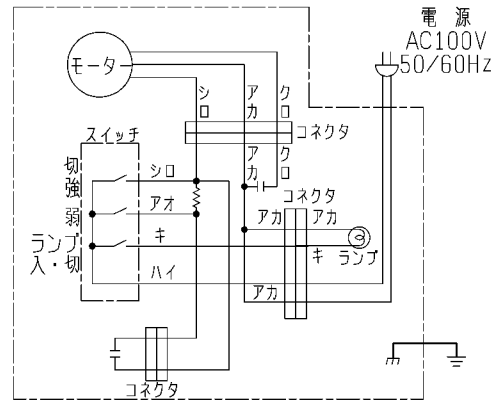 電源
AC100V
50/60Hz
モータ
シロ
アカ
クロ
コネクタ
アカ
クロ
スイッチ
切
強
弱
ランプ
入・切
シロ
アオ
キ
ハイ
コネクタ
アカ
アカ
キ
ランプ
アカ
コネクタ